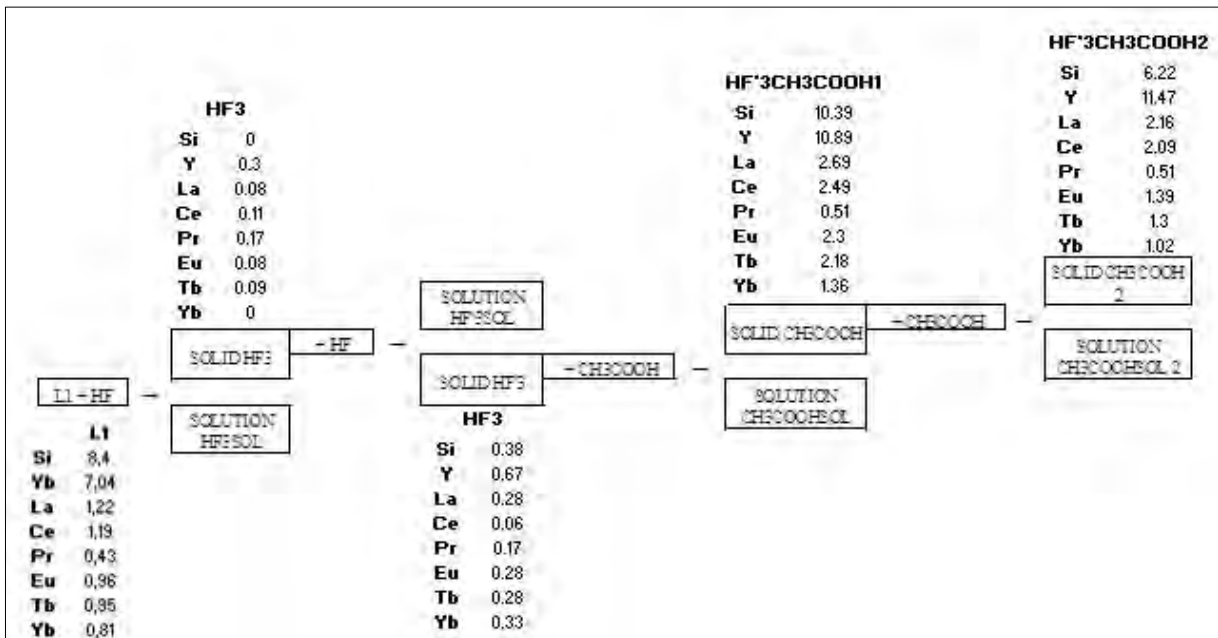 HF'3CH3COOH2
Si 6.22
Y 11.47
La 2.16
Ce 2.09
Pr 0.51
Eu 1.39
Tb 1.3
Yb 1.02
SOLID CH3COOH
2
SOLUTION
CH3COOHSOL 2
HF'3CH3COOH1
Si 10.39
Y 10.89
La 2.69
Ce 2.49
Pr 0.51
Eu 2.3
Tb 2.18
Yb 1.36
SOLID CH3COOH
+CH3COOH →
SOLUTION
CH3COOHSOL
HF3
Si 0
Y 0.3
La 0.08
Ce 0.11
Pr 0.17
Eu 0.08
Tb 0.09
Yb 0
SOLID HF3
+ HF →
SOLUTION
HF3SOL
SOLUTION
SOLID
+CH3COOH →
HF3
Si 0.38
Y 0.67
La 0.28
Ce 0.06
Pr 0.17
Eu 0.28
Tb 0.28
Yb 0,33
L1 + HF →
L1
Si 8,4
Yb 7,04
La 1,22
Ce 1,19
Pr 0,43
Eu 0,96
Tb 0,95
Yb 0,81